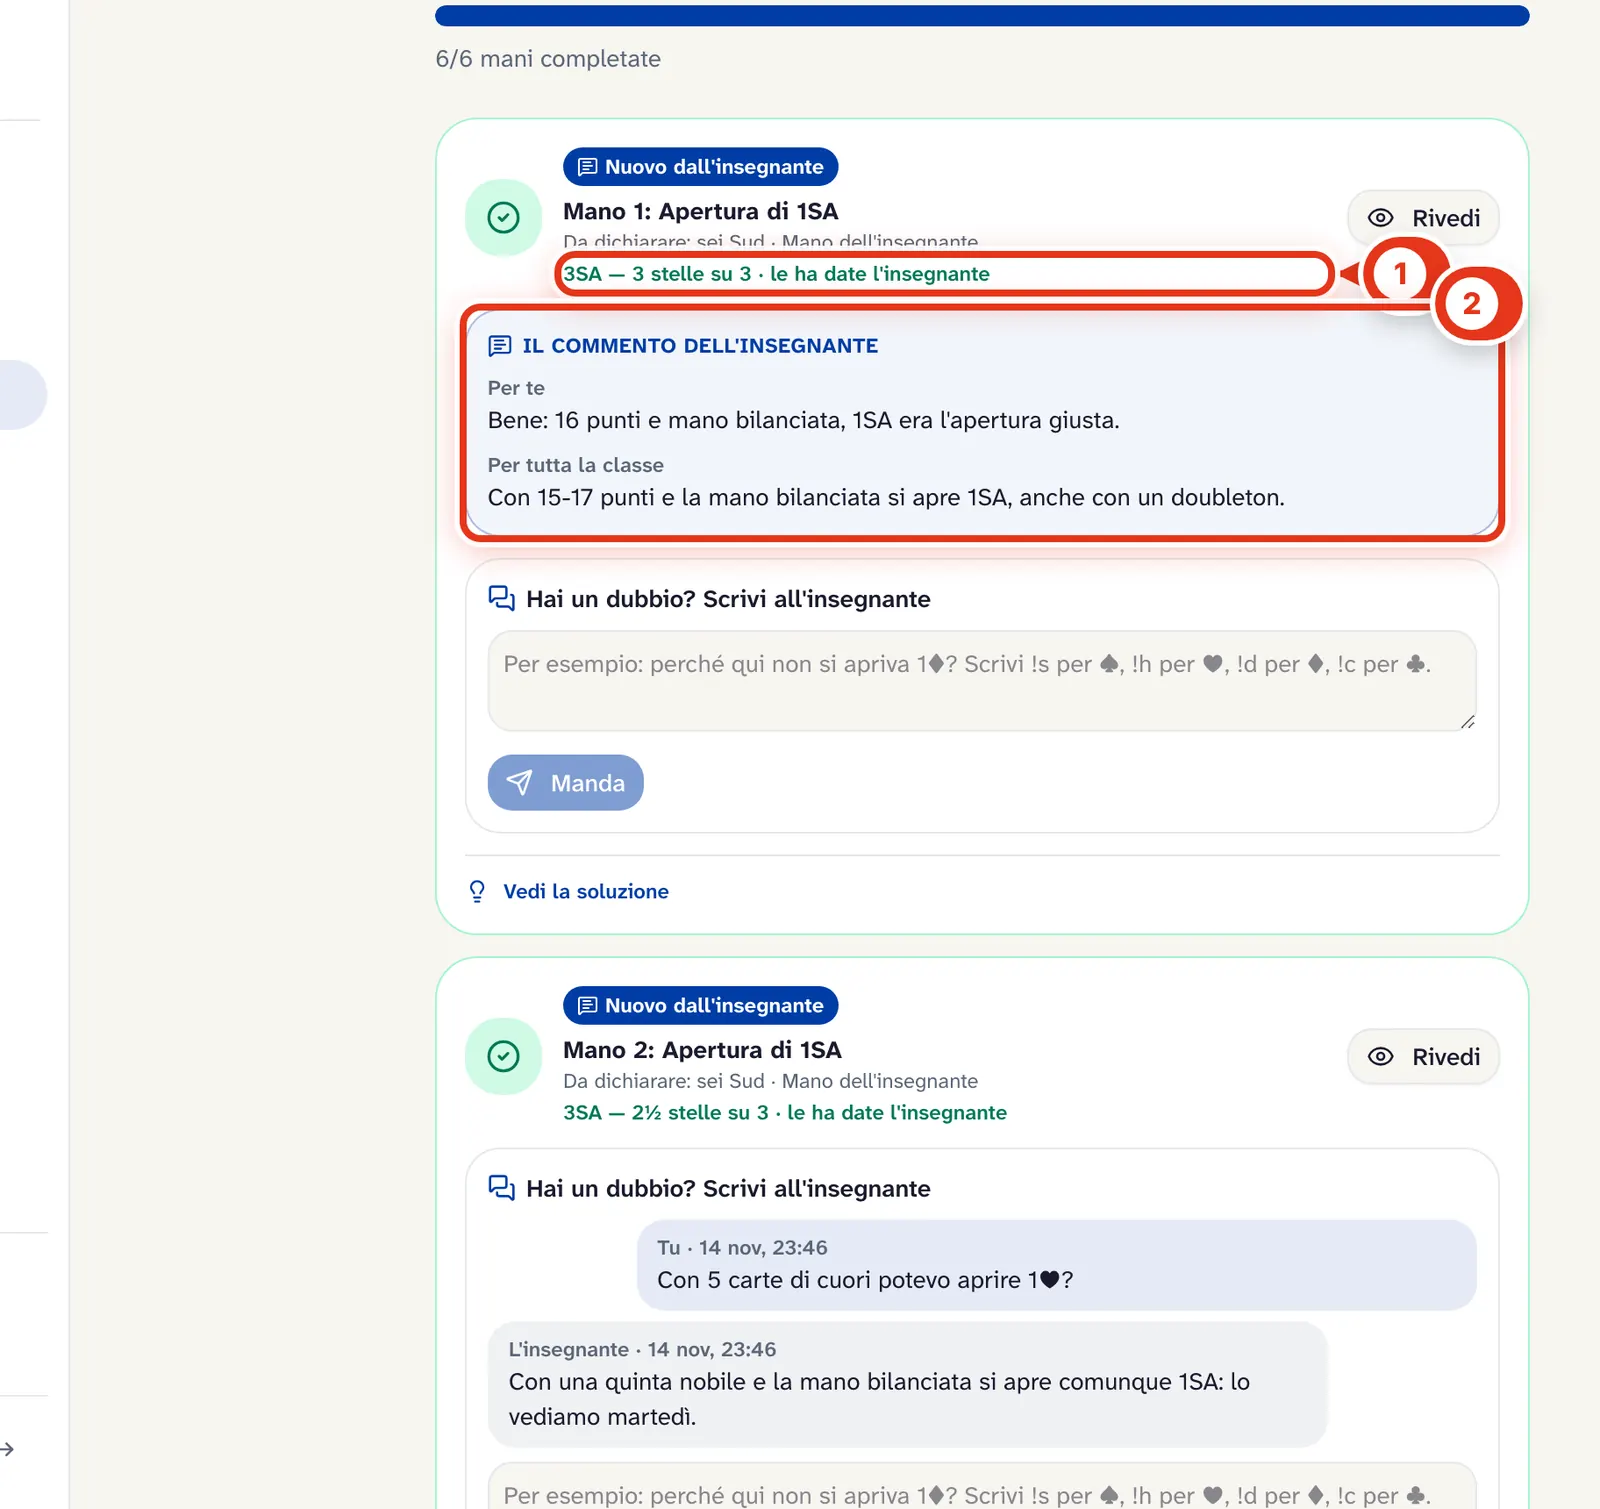 6/6 mani completate
Nuovo dall'insegnante
Mano 1: Apertura di 1SA
Da dichiarare: sei Sud · Mano dell'insegnante
Rivedi
3SA — 3 stelle su 3 · le ha date l'insegnante
1
2
IL COMMENTO DELL'INSEGNANTE
Per te
Bene: 16 punti e mano bilanciata, 1SA era l'apertura giusta.
Per tutta la classe
Con 15-17 punti e la mano bilanciata si apre 1SA, anche con un doubleton.
Hai un dubbio? Scrivi all'insegnante
Per esempio: perché qui non si apriva 1♦? Scrivi !s per ♠, !h per ♥, !d per ♦, !c per ♣.
Manda
Vedi la soluzione
Nuovo dall'insegnante
Mano 2: Apertura di 1SA
Da dichiarare: sei Sud · Mano dell'insegnante
Rivedi
3SA — 2½ stelle su 3 · le ha date l'insegnante
Hai un dubbio? Scrivi all'insegnante
Tu · 14 nov, 23:46
Con 5 carte di cuori potevo aprire 1♥?
L'insegnante · 14 nov, 23:46
Con una quinta nobile e la mano bilanciata si apre comunque 1SA: lo
vediamo martedì.
Per esempio: perché qui non si apriva 1♦? Scrivi !s per ♠, !h per ♥, !d per ♦, !c per ♣.